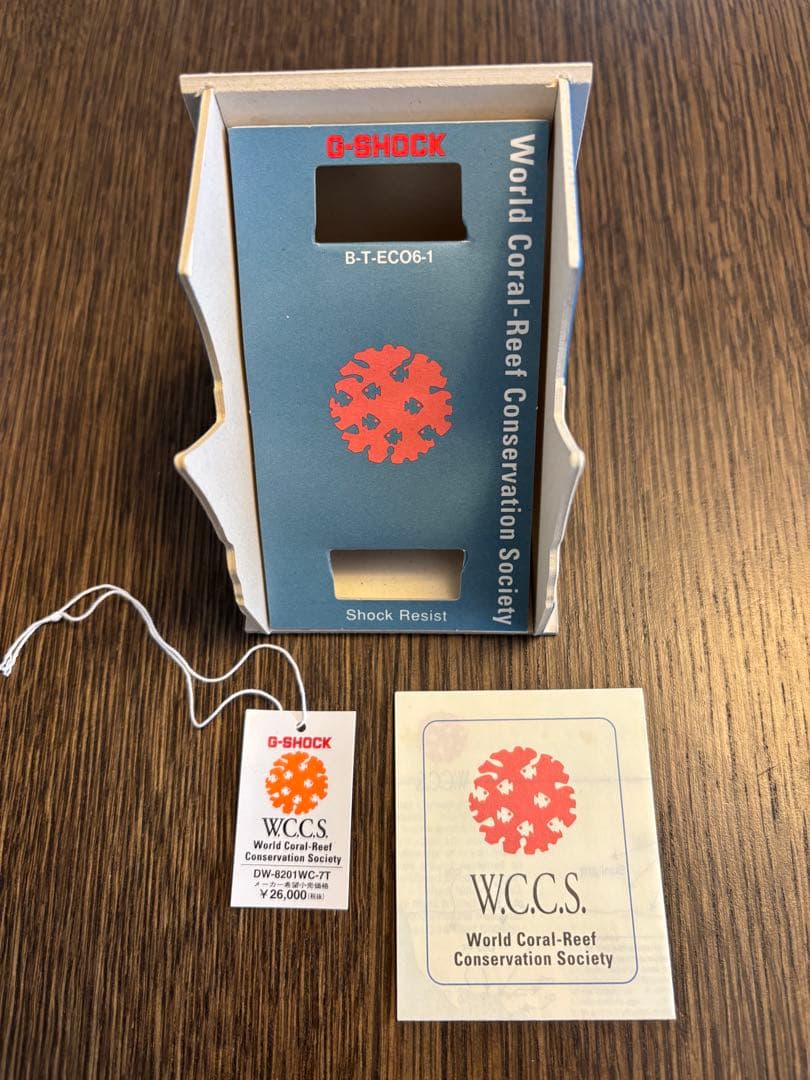 G-SHOCK
B-T-ECO6-1
World Coral-Reef Conservation Society
Shock Resist
G-SHOCK
W.C.C.S.
World Coral-Reef
Conservation Society
DW-8201WC-7T
メーカー希望小売価格
￥26,000(税抜)
W.C.C.S.
World Coral-Reef
Conservation Society